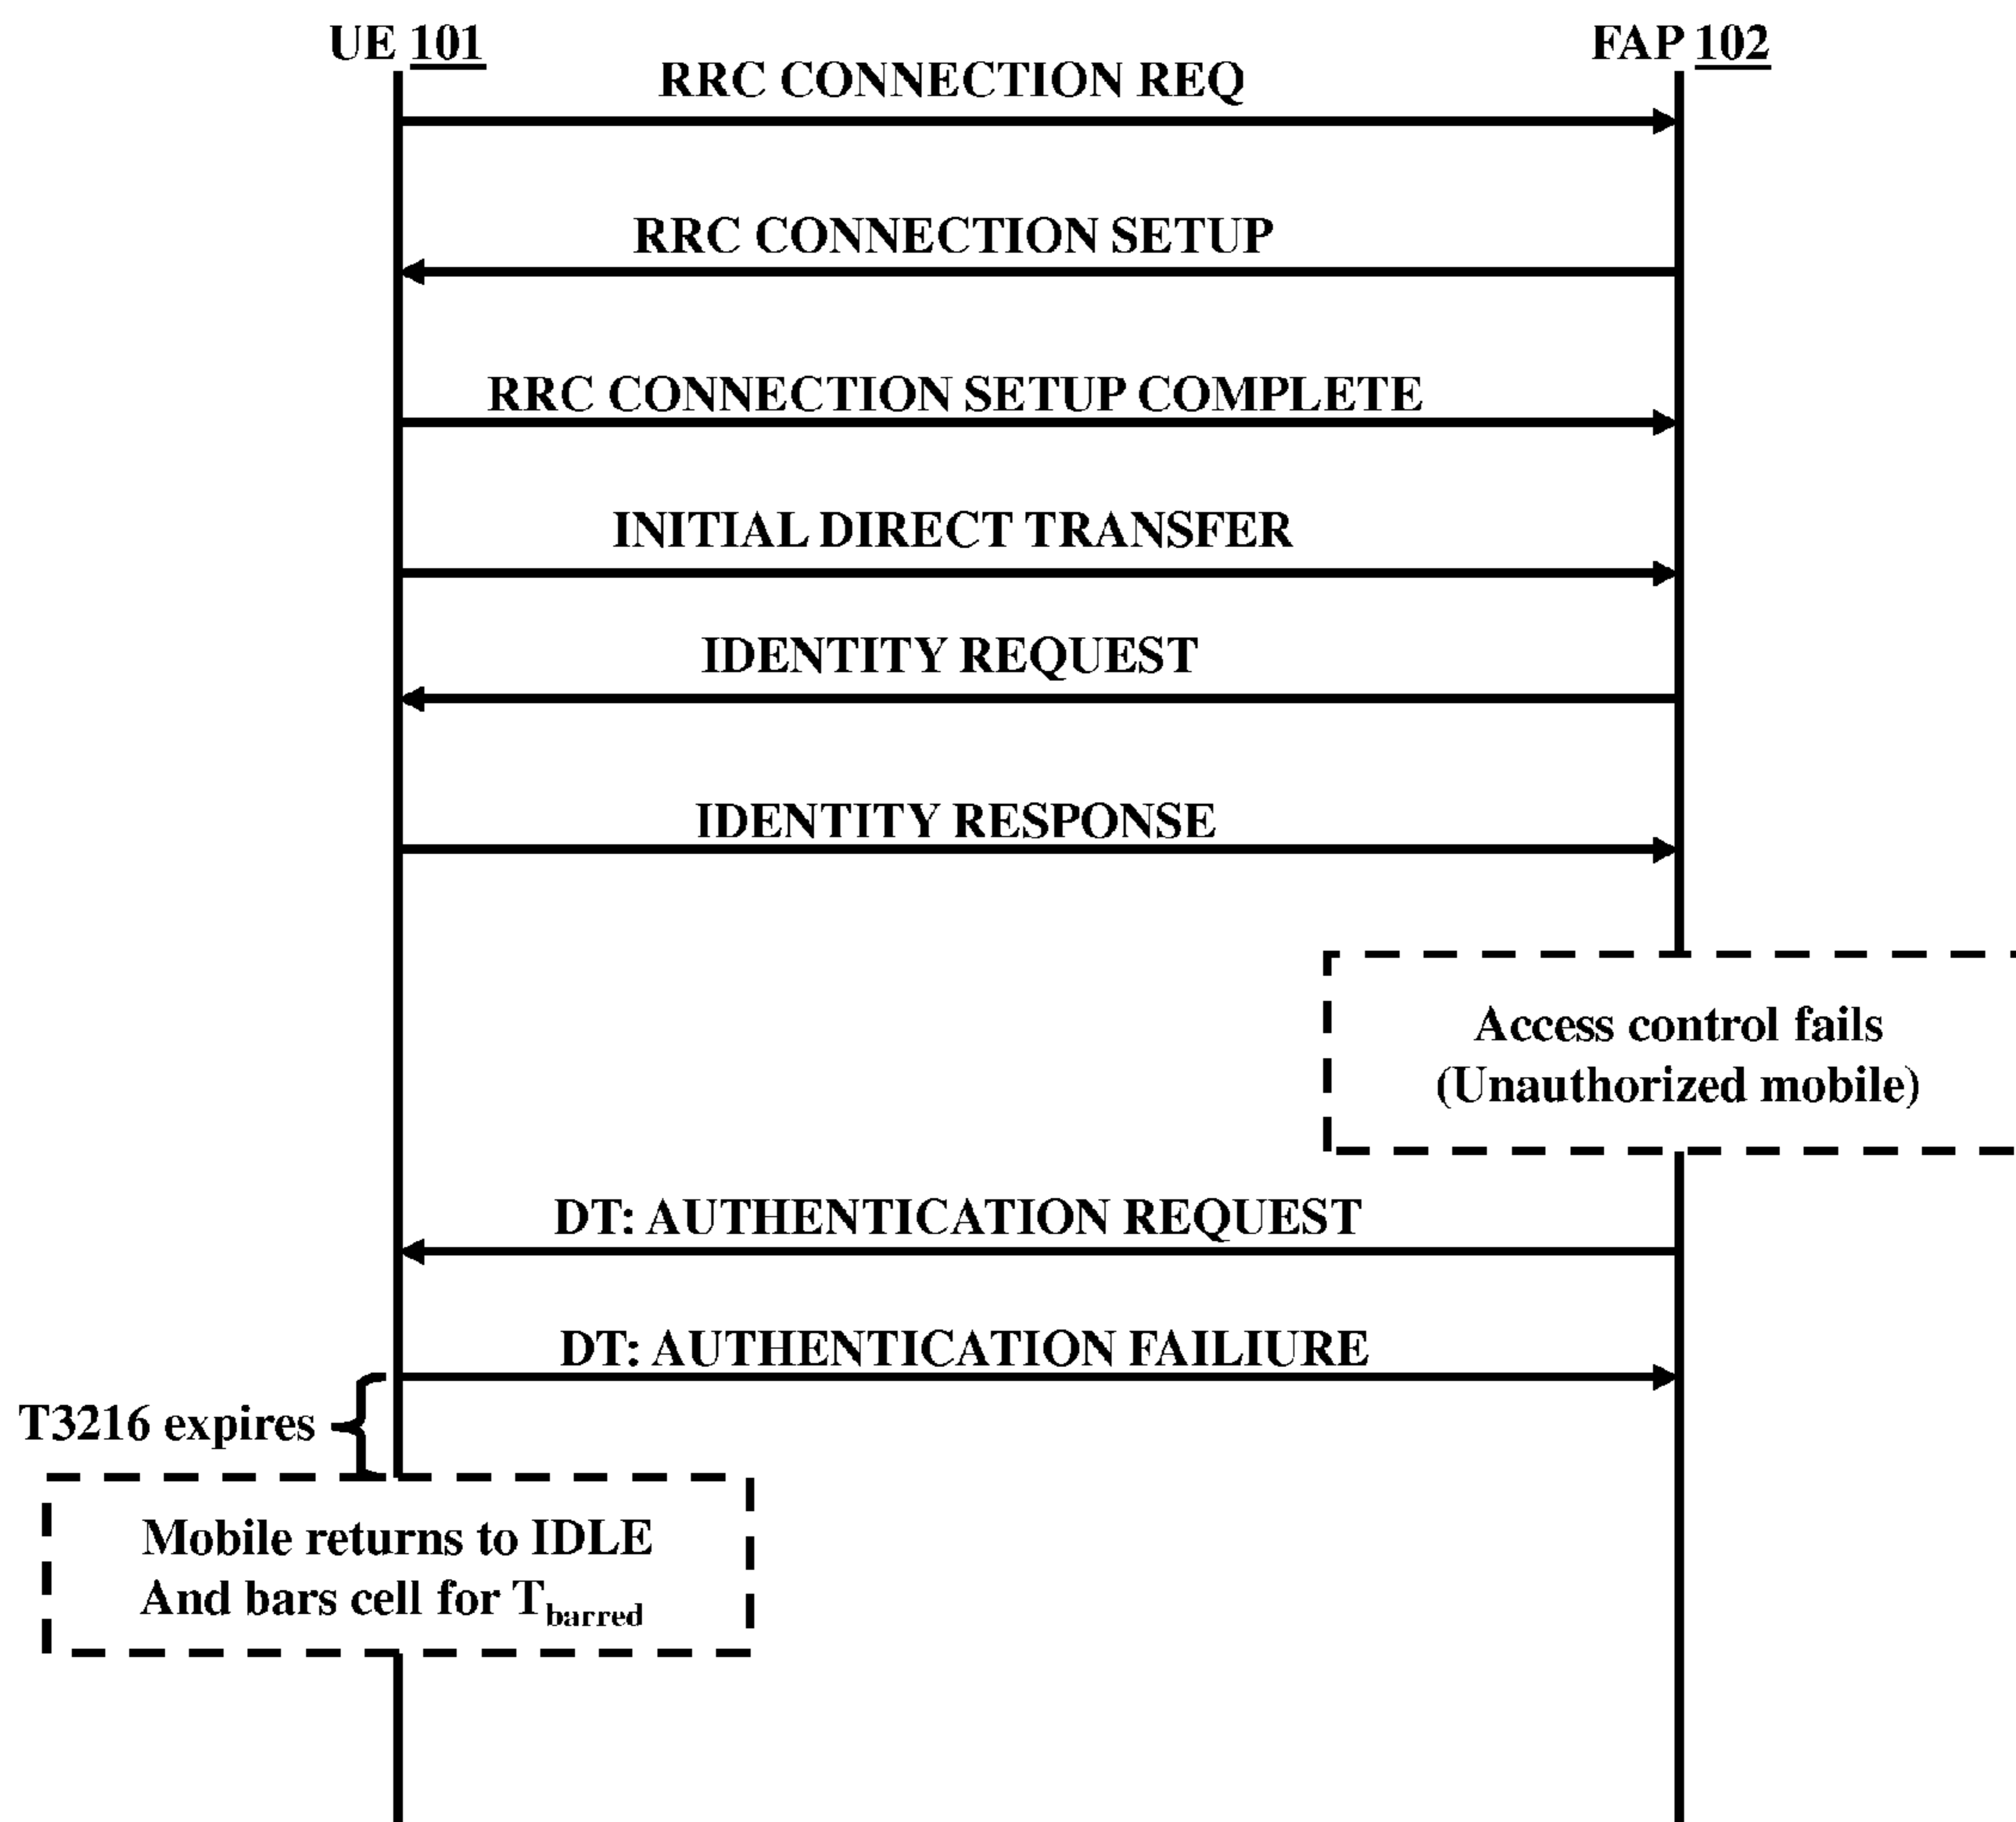 UE 101
FAP 102
RRC CONNECTION REQ
RRC CONNECTION SETUP
RRC CONNECTION SETUP COMPLETE
INITIAL DIRECT TRANSFER
IDENTITY REQUEST
IDENTITY RESPONSE
Access control fails
(Unauthorized mobile)
DT: AUTHENTICATION REQUEST
DT: AUTHENTICATION FAILIURE
T3216 expires
Mobile returns to IDLE
And bars cell for Tbarred